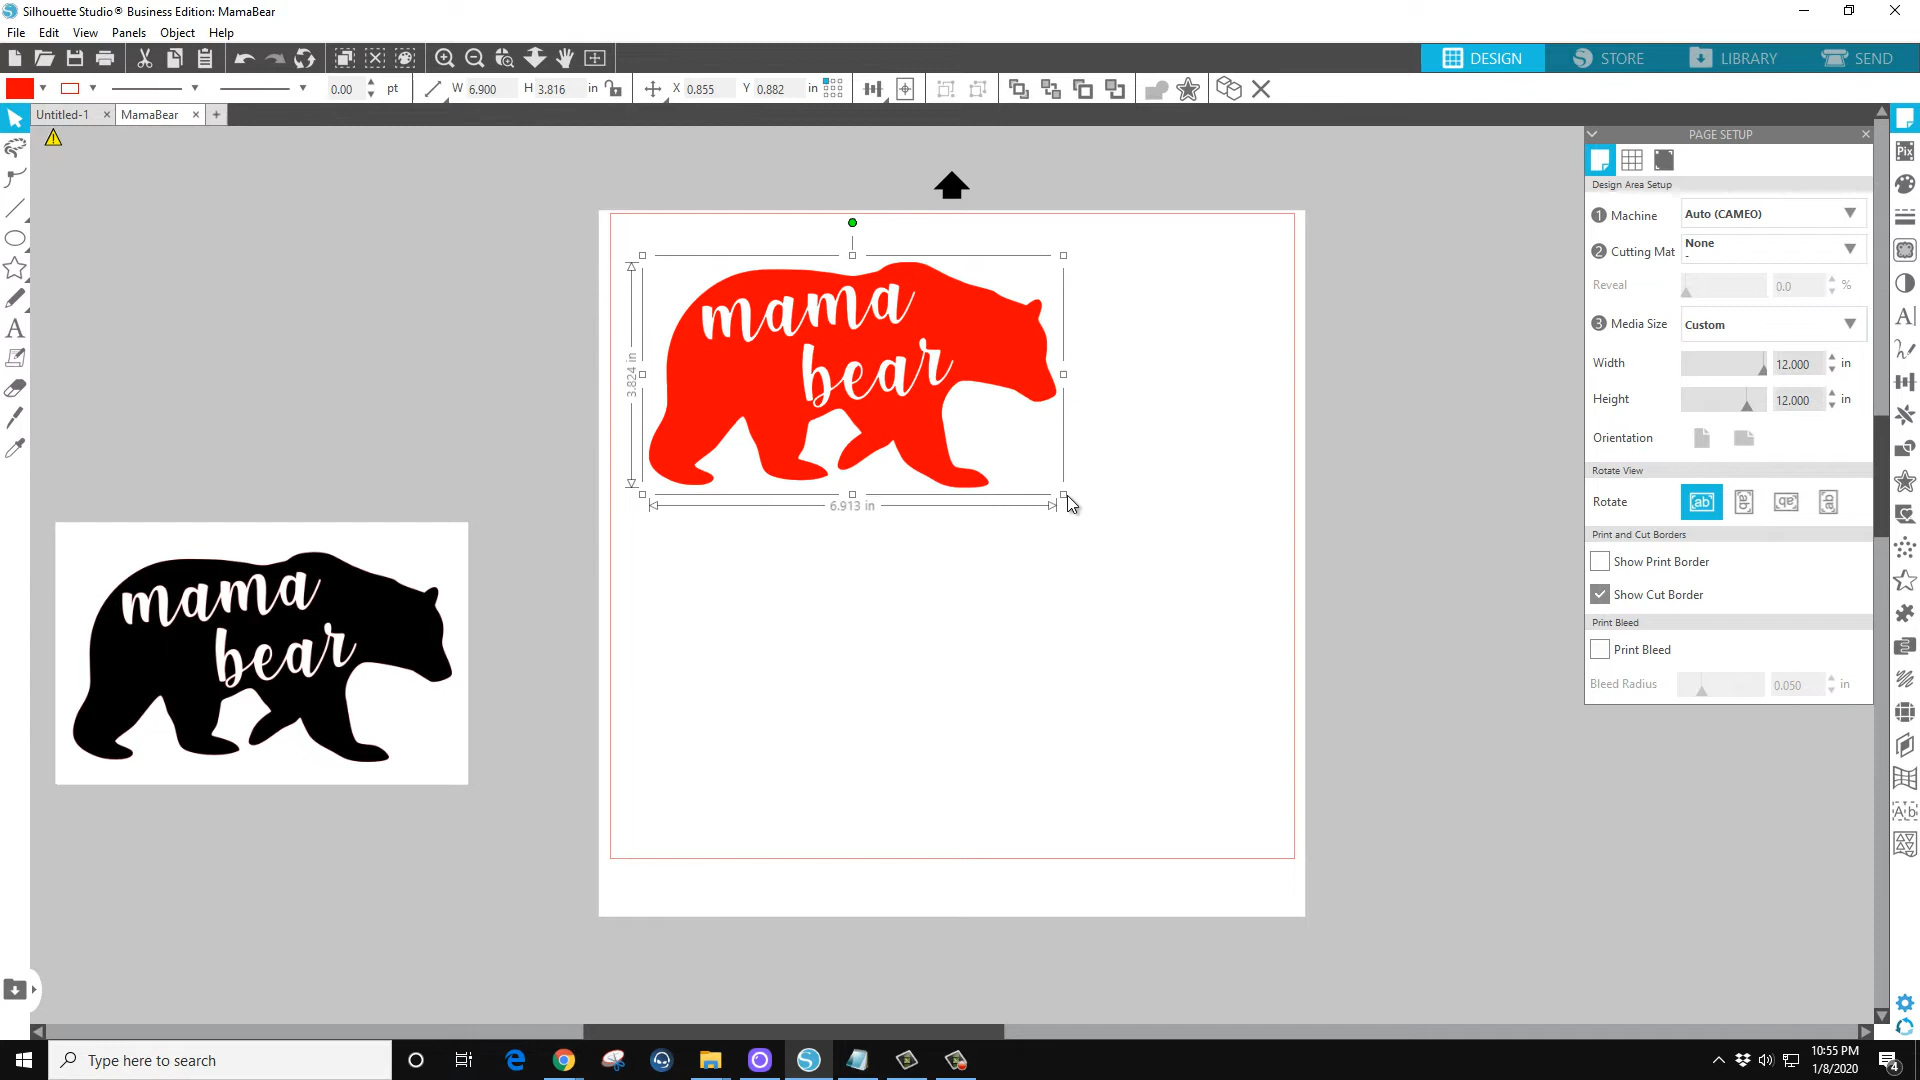 Silhouette Studio® Business Edition: MamaBear
File Edit View Panels Object Help
DESIGN STORE LIBRARY SEND
0.00 pt W 6.900 H 3.816 in X 0.855 Y 0.882 in
Untitled-1 × MamaBear × +
PAGE SETUP
Design Area Setup
1 Machine Auto (CAMEO)
2 Cutting Mat None
-
Reveal 0.0 %
3 Media Size Custom
Width 12.000 in
Height 12.000 in
Orientation
Rotate View
Rotate
Print and Cut Borders
Show Print Border
Show Cut Border
Print Bleed
Print Bleed
Bleed Radius 0.050 in
mama
bear
3.824 in
6.913 in
mama
bear
Type here to search
10:55 PM
1/8/2020
4